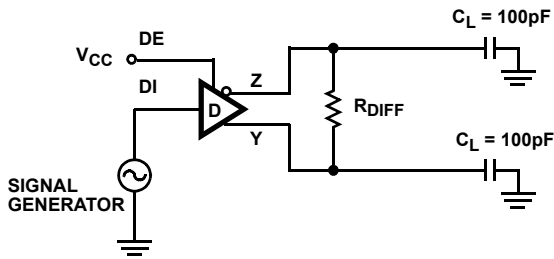 C_L = 100pF
DE
V_CC
DI
Z
D
R_DIFF
Y
C_L = 100pF
SIGNAL
GENERATOR